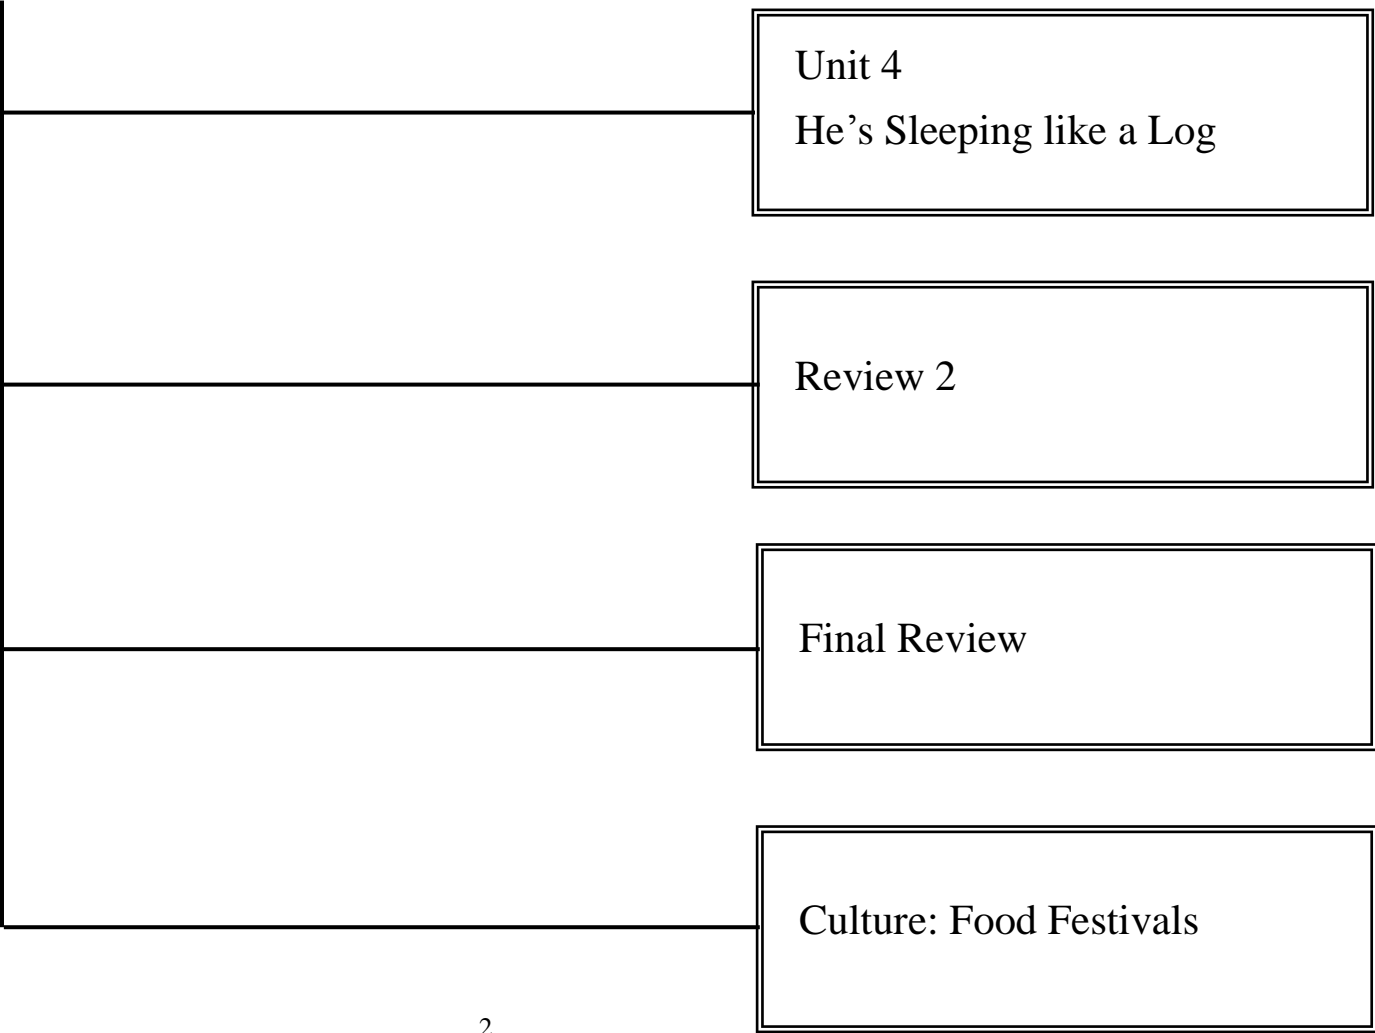 Unit 4
He’s Sleeping like a Log
Review 2
Final Review
Culture: Food Festivals
2